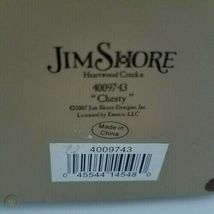 JIM SHORE
Heartwood Creek®
4009743
"Chesty"
©2007 Jim Shore Designs, Inc.
Licensed by Enesco, LLC
Made in
China
4009743
0 45544 14548 0